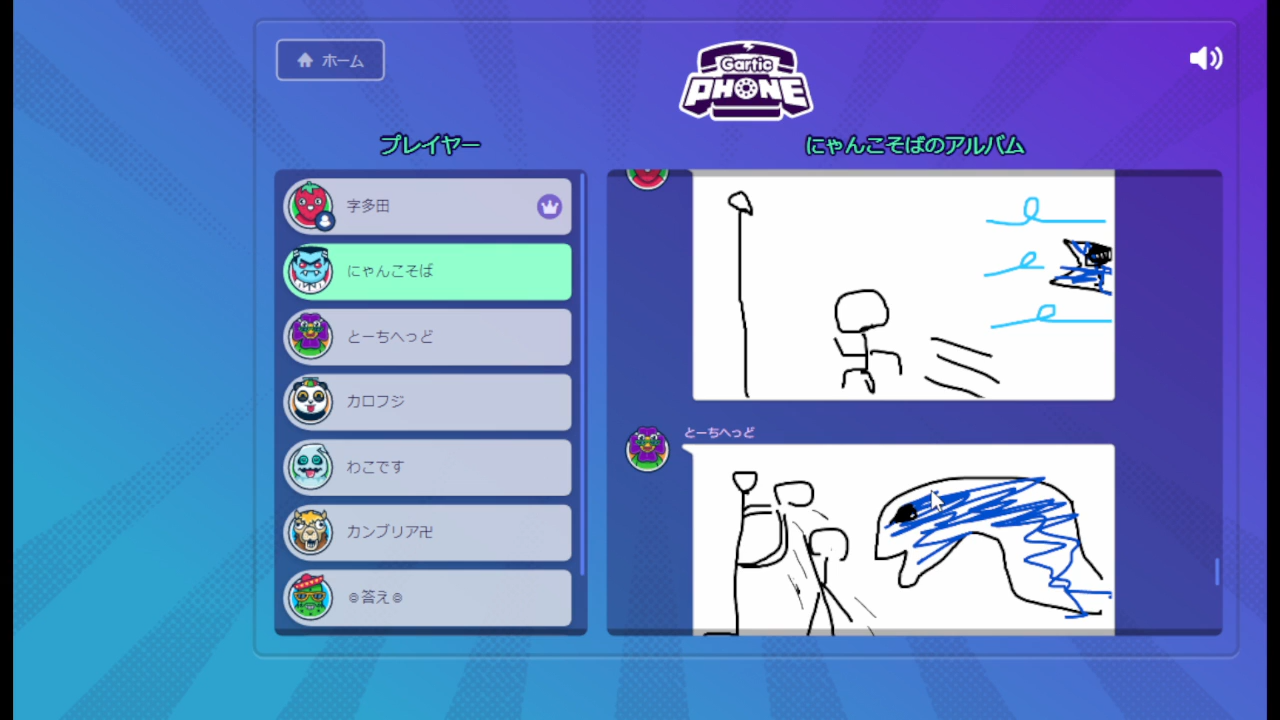 ホーム
Gartic
PHONE
プレイヤー
にゃんこそばのアルバム
字多田
にゃんこそば
とーちへっど
カロフジ
わこです
カンブリア卍
☺答え☺
とーちへっど